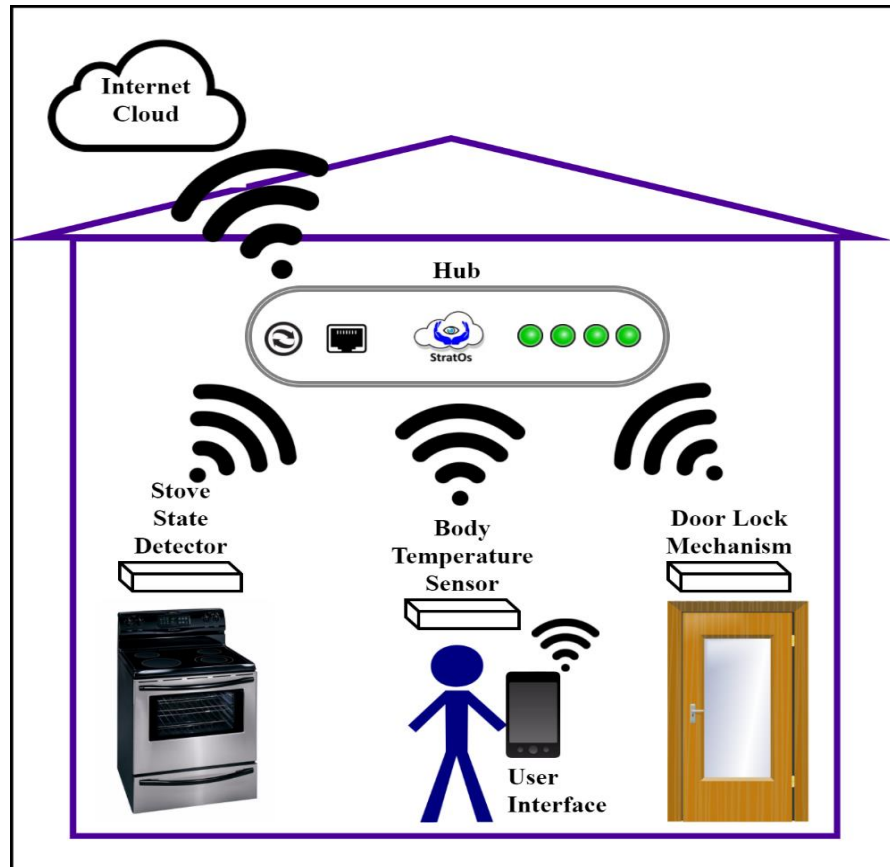 Internet
Cloud
Hub
StratOs
Stove
State
Detector
Body
Temperature
Sensor
Door Lock
Mechanism
User
Interface